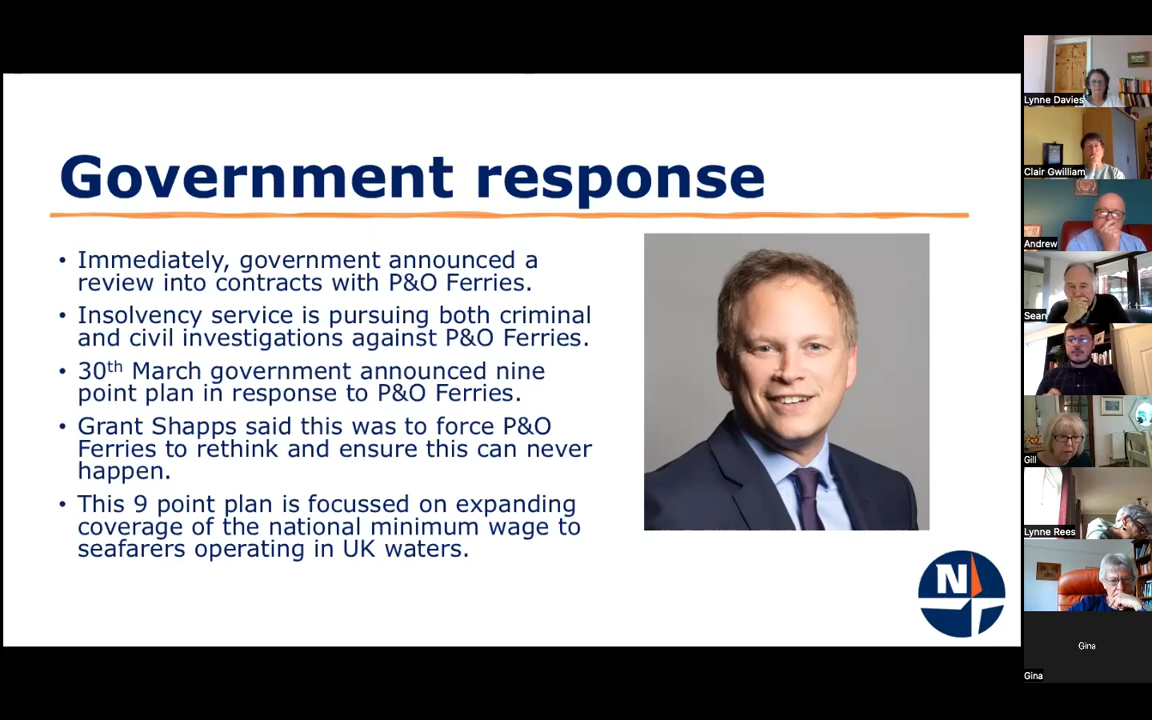 Government response
• Immediately, government announced a
review into contracts with P&O Ferries.
• Insolvency service is pursuing both criminal
and civil investigations against P&O Ferries.
• 30th March government announced nine
point plan in response to P&O Ferries.
• Grant Shapps said this was to force P&O
Ferries to rethink and ensure this can never
happen.
• This 9 point plan is focussed on expanding
coverage of the national minimum wage to
seafarers operating in UK waters.
N
Lynne Davies
Clair Gwilliam
Andrew
Sean
Gill
Lynne Rees
Gina
Gina